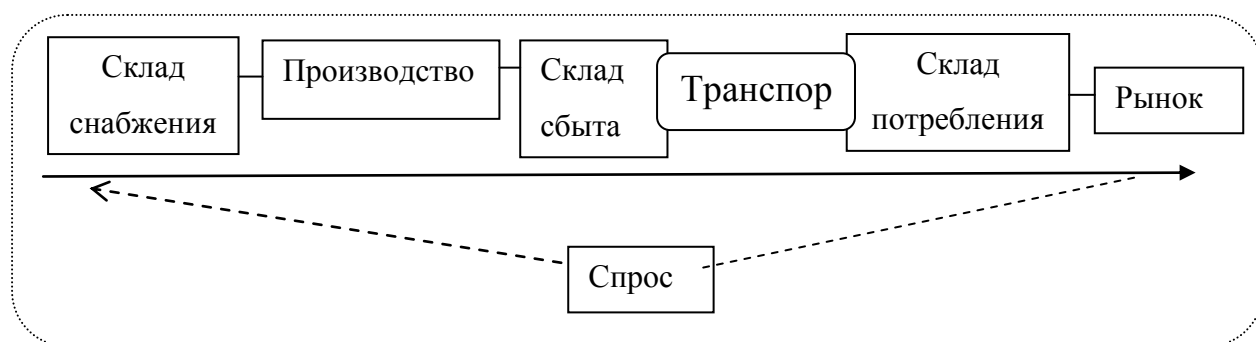 Склад
снабжения
Производство
Склад
сбыта
Транспор
Склад
потребления
Рынок
Спрос